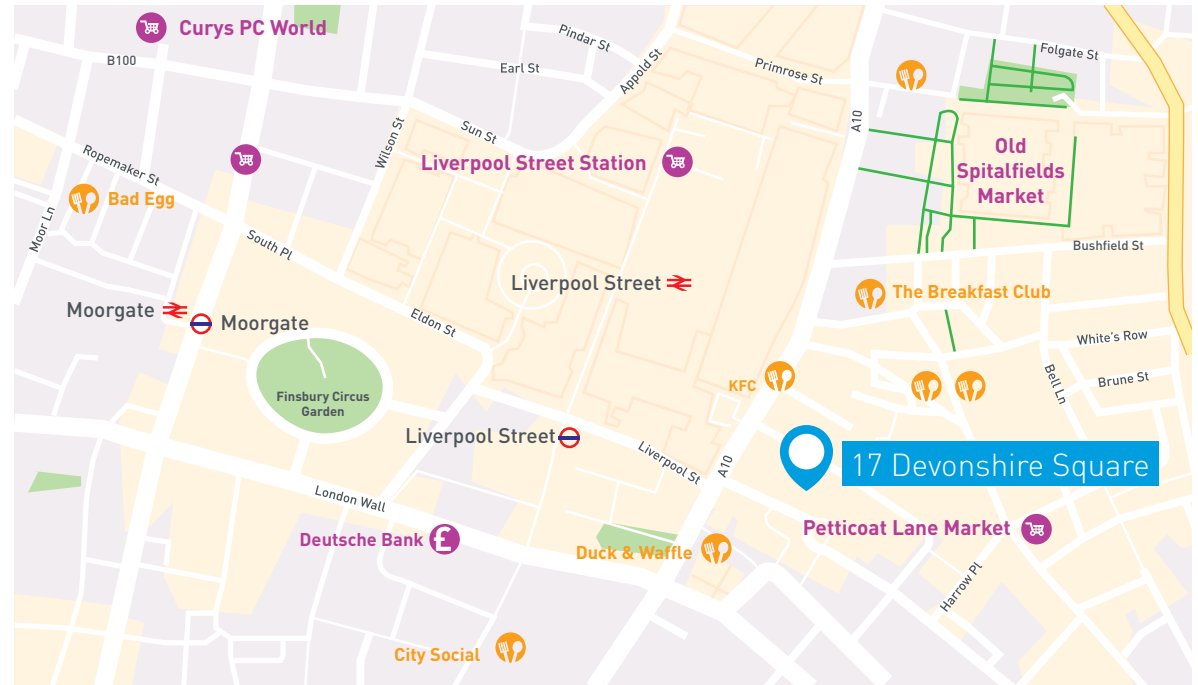 Curys PC World
B100
Pindar St
Earl St
Appold St
Primrose St
Folgate St
A10
Sun St
Wilson St
Ropemaker St
Liverpool Street Station
Old
Spitalfields
Market
Bad Egg
Moor Ln
South Pl
Bushfield St
Liverpool Street
The Breakfast Club
Moorgate
Moorgate
Eldon St
White's Row
Brune St
Bell Ln
KFC
Finsbury Circus
Garden
Liverpool Street
Liverpool St
A10
17 Devonshire Square
London Wall
Deutsche Bank
£
Duck & Waffle
Petticoat Lane Market
Harrow Pl
City Social